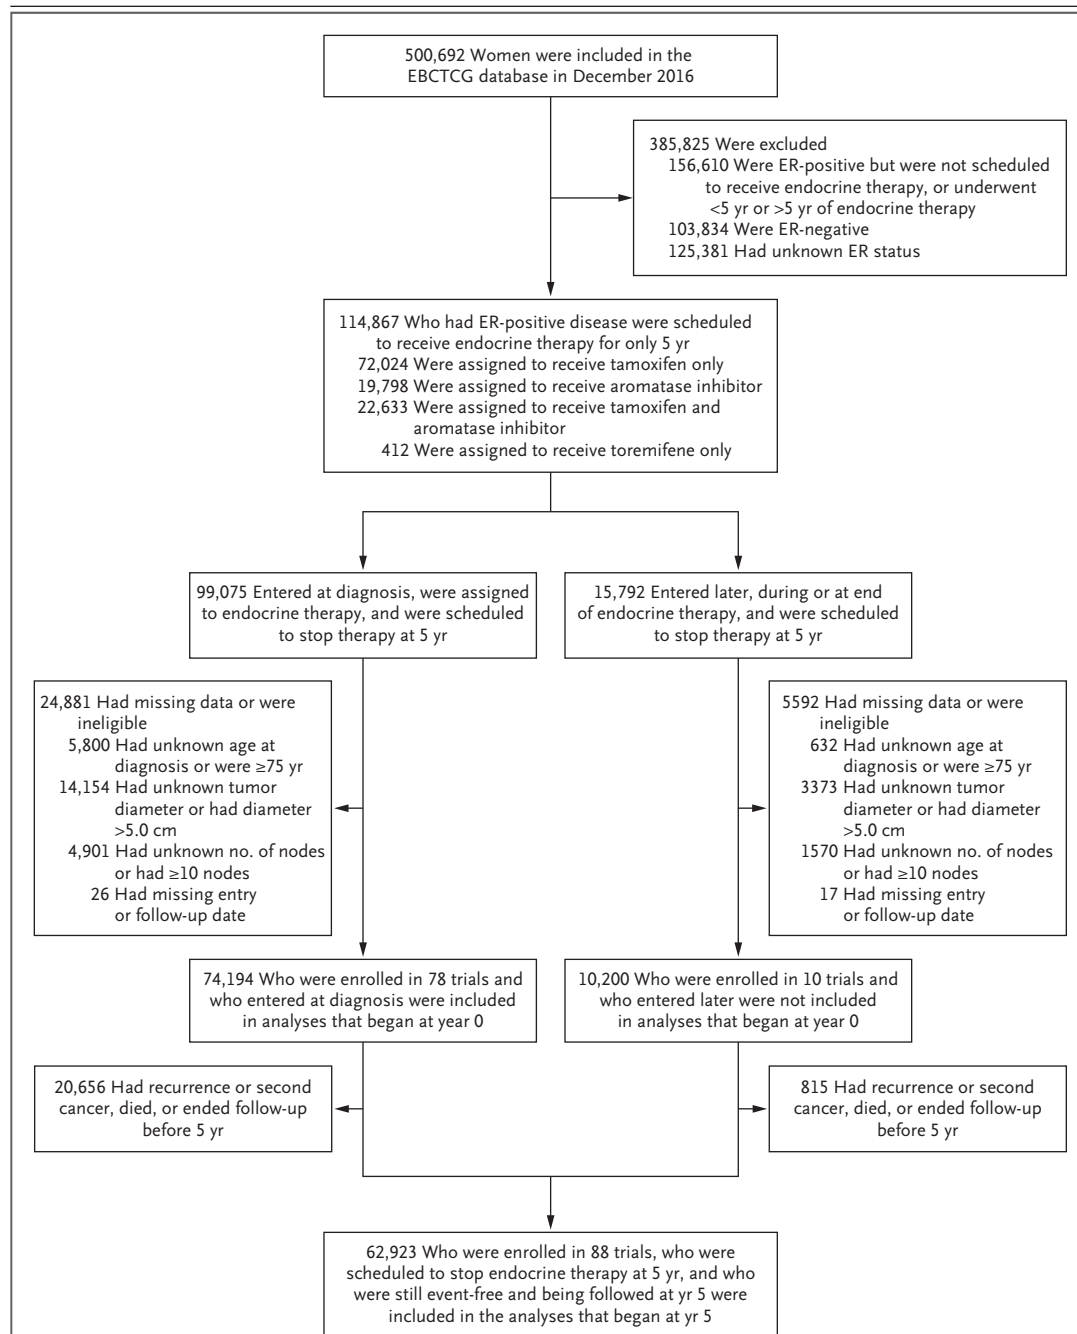 500,692 Women were included in the
EBCTCG database in December 2016
385,825 Were excluded
156,610 Were ER-positive but were not scheduled
to receive endocrine therapy, or underwent
<5 yr or >5 yr of endocrine therapy
103,834 Were ER-negative
125,381 Had unknown ER status
114,867 Who had ER-positive disease were scheduled
to receive endocrine therapy for only 5 yr
72,024 Were assigned to receive tamoxifen only
19,798 Were assigned to receive aromatase inhibitor
22,633 Were assigned to receive tamoxifen and
aromatase inhibitor
412 Were assigned to receive toremifene only
99,075 Entered at diagnosis, were assigned
to endocrine therapy, and were scheduled
to stop therapy at 5 yr
15,792 Entered later, during or at end
of endocrine therapy, and were scheduled
to stop therapy at 5 yr
24,881 Had missing data or were
ineligible
5,800 Had unknown age at
diagnosis or were ≥75 yr
14,154 Had unknown tumor
diameter or had diameter
>5.0 cm
4,901 Had unknown no. of nodes
or had ≥10 nodes
26 Had missing entry
or follow-up date
5592 Had missing data or were
ineligible
632 Had unknown age at
diagnosis or were ≥75 yr
3373 Had unknown tumor
diameter or had diameter
>5.0 cm
1570 Had unknown no. of nodes
or had ≥10 nodes
17 Had missing entry
or follow-up date
74,194 Who were enrolled in 78 trials and
who entered at diagnosis were included
in analyses that began at year 0
10,200 Who were enrolled in 10 trials and
who entered later were not included
in analyses that began at year 0
20,656 Had recurrence or second
cancer, died, or ended follow-up
before 5 yr
815 Had recurrence or second
cancer, died, or ended follow-up
before 5 yr
62,923 Who were enrolled in 88 trials, who were
scheduled to stop endocrine therapy at 5 yr, and who
were still event-free and being followed at yr 5 were
included in the analyses that began at yr 5